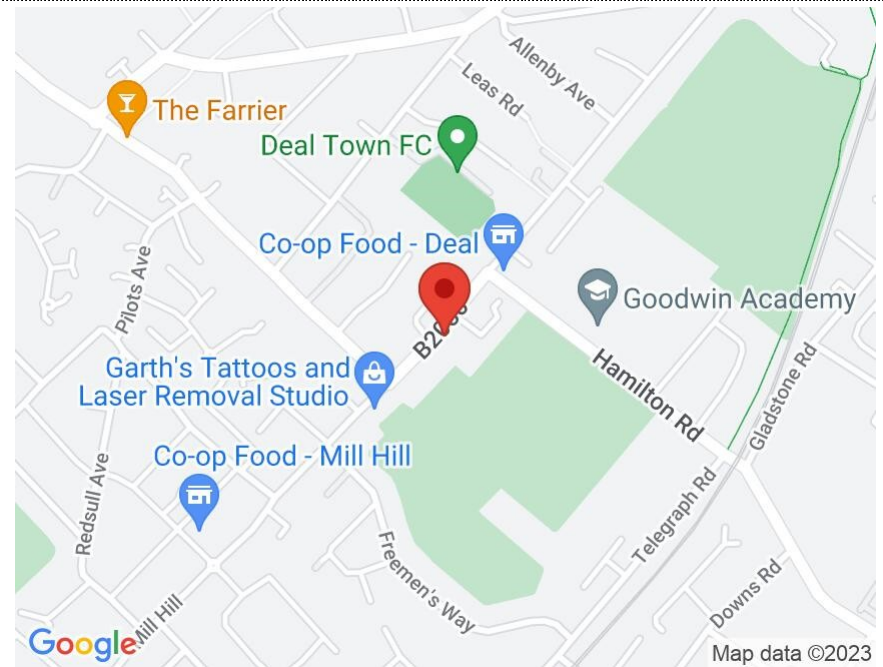 Allenby Ave
Leas Rd
The Farrier
Deal Town FC
Co-op Food - Deal
Pilots Ave
Goodwin Academy
Garth's Tattoos and
Laser Removal Studio
Hamilton Rd
Gladstone Rd
Co-op Food - Mill Hill
Redsull Ave
Telegraph Rd
Freemen's Way
Downs Rd
Mill Hill
Google
Map data ©2023